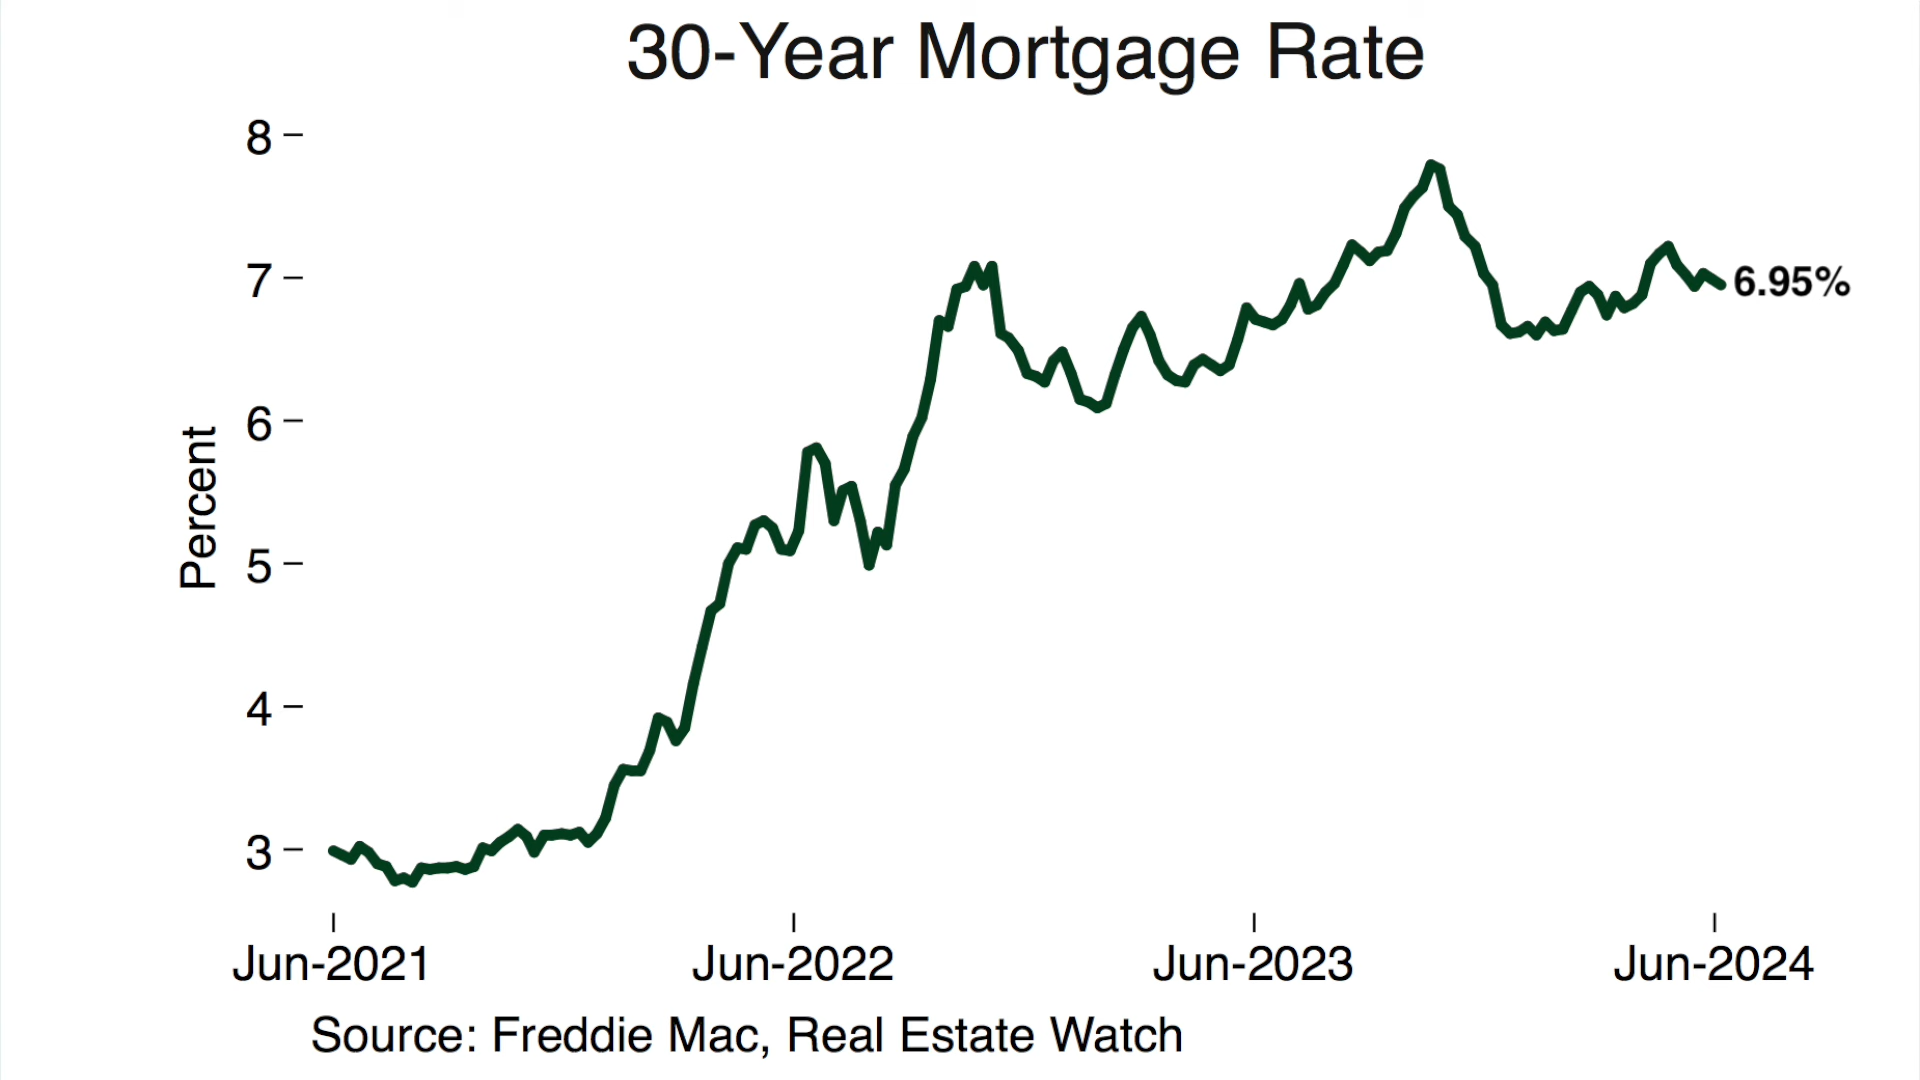 30-Year Mortgage Rate
8
7
6
5
4
3
Percent
6.95%
Jun-2021
Jun-2022
Jun-2023
Jun-2024
Source: Freddie Mac, Real Estate Watch